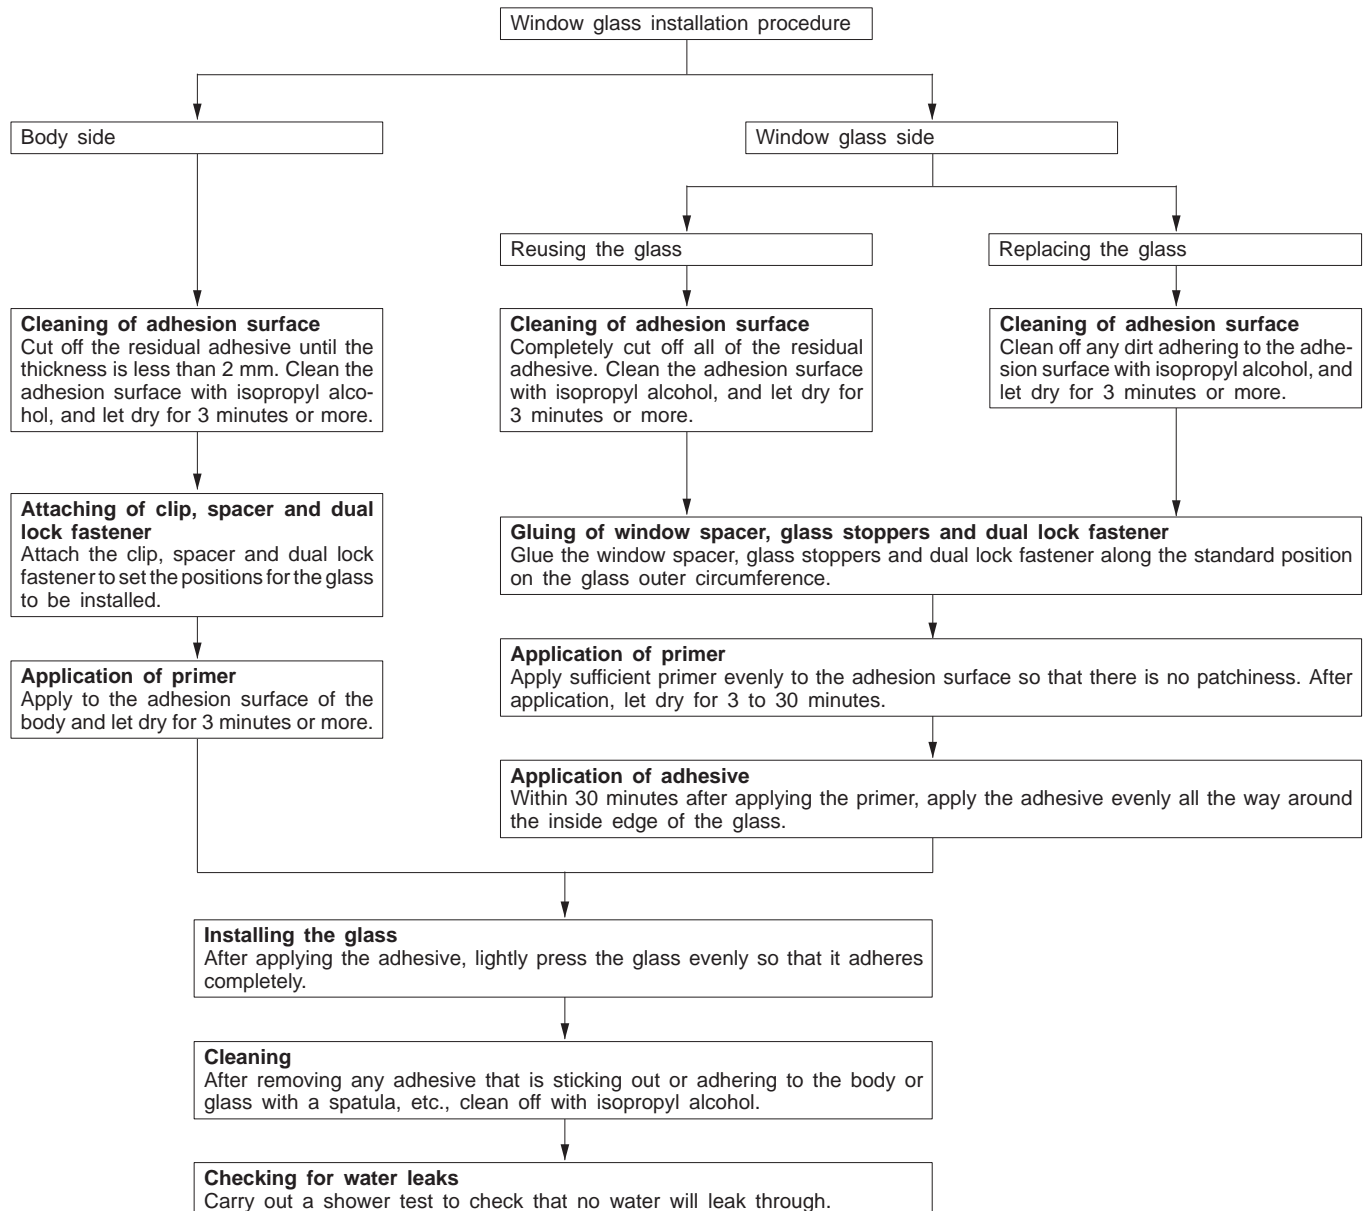 Window glass installation procedure
Body side
Window glass side
Reusing the glass
Replacing the glass
Cleaning of adhesion surface
Cut off the residual adhesive until the
thickness is less than 2 mm. Clean the
adhesion surface with isopropyl alco-
hol, and let dry for 3 minutes or more.
Cleaning of adhesion surface
Completely cut off all of the residual
adhesive. Clean the adhesion surface
with isopropyl alcohol, and let dry for
3 minutes or more.
Cleaning of adhesion surface
Clean off any dirt adhering to the adhe-
sion surface with isopropyl alcohol, and
let dry for 3 minutes or more.
Attaching of clip, spacer and dual
lock fastener
Attach the clip, spacer and dual lock
fastener to set the positions for the glass
to be installed.
Gluing of window spacer, glass stoppers and dual lock fastener
Glue the window spacer, glass stoppers and dual lock fastener along the standard position
on the glass outer circumference.
Application of primer
Apply to the adhesion surface of the
body and let dry for 3 minutes or more.
Application of primer
Apply sufficient primer evenly to the adhesion surface so that there is no patchiness. After
application, let dry for 3 to 30 minutes.
Application of adhesive
Within 30 minutes after applying the primer, apply the adhesive evenly all the way around
the inside edge of the glass.
Installing the glass
After applying the adhesive, lightly press the glass evenly so that it adheres
completely.
Cleaning
After removing any adhesive that is sticking out or adhering to the body or
glass with a spatula, etc., clean off with isopropyl alcohol.
Checking for water leaks
Carry out a shower test to check that no water will leak through.